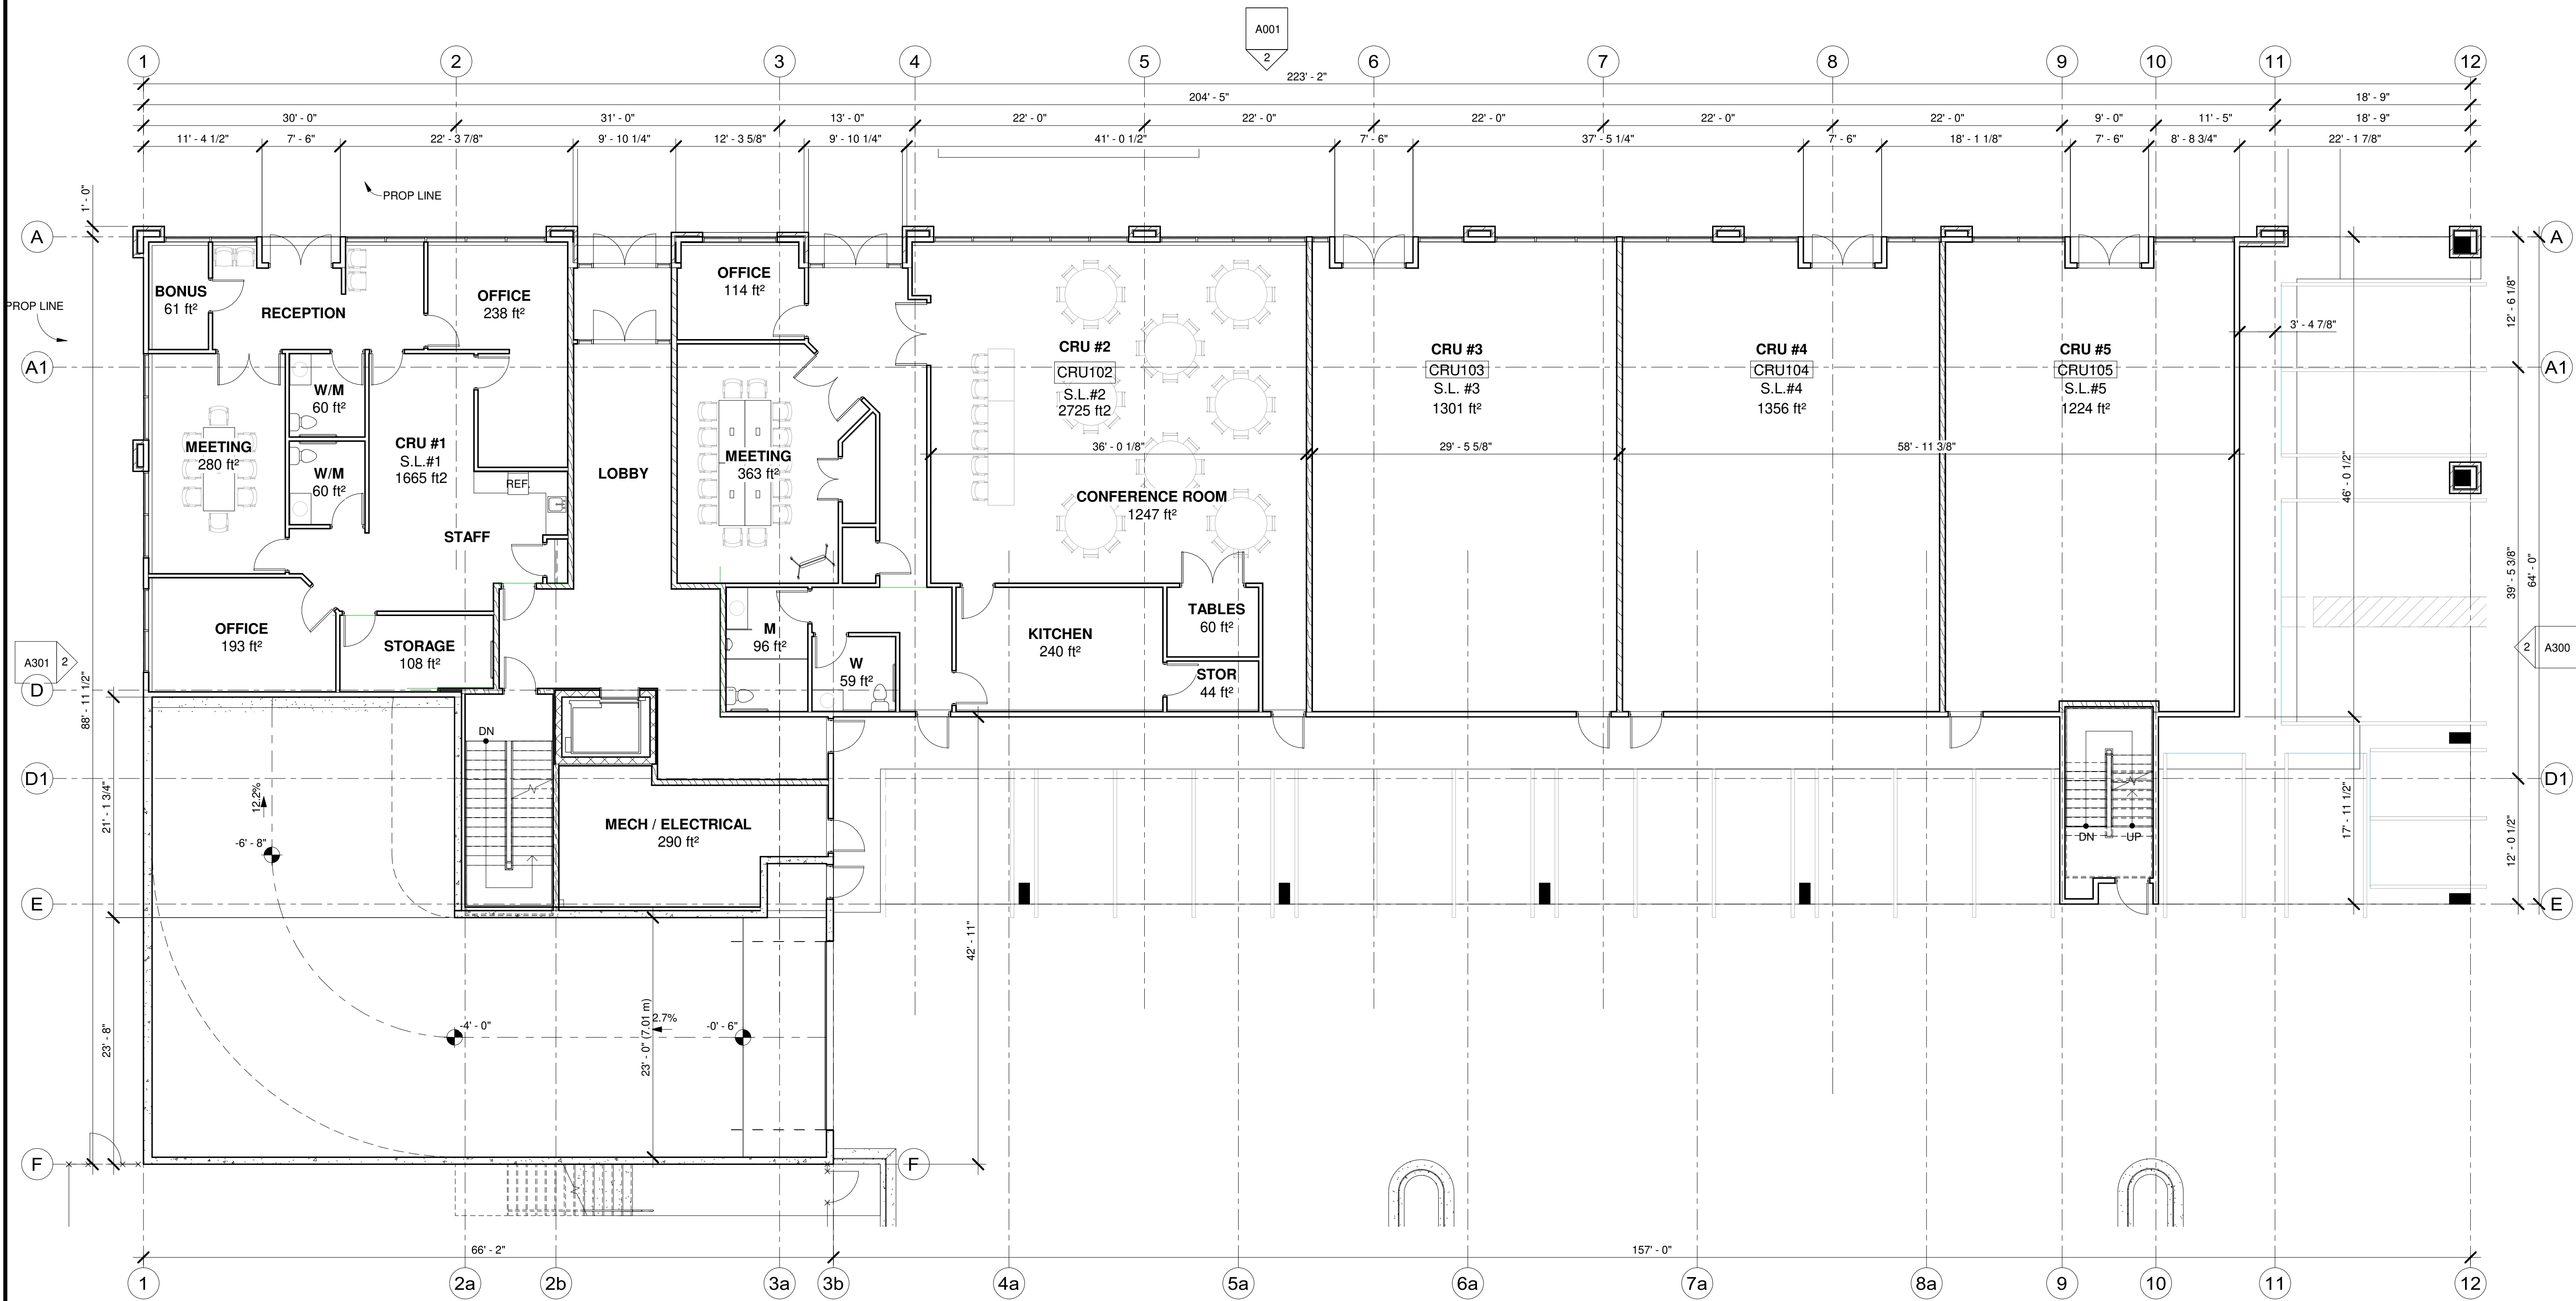 A001
2
1
2
3
4
5
6
7
8
9
10
11
12
223' - 2"
204' - 5"
18' - 9"
30' - 0"
31' - 0"
13' - 0"
22' - 0"
22' - 0"
22' - 0"
22' - 0"
22' - 0"
9' - 0"
11' - 5"
18' - 9"
11' - 4 1/2"
7' - 6"
22' - 3 7/8"
9' - 10 1/4"
12' - 3 5/8"
9' - 10 1/4"
41' - 0 1/2"
7' - 6"
37' - 5 1/4"
7' - 6"
18' - 1 1/8"
7' - 6"
8' - 8 3/4"
22' - 1 7/8"
1' - 0"
PROP LINE
A
A
BONUS
61 ft²
RECEPTION
OFFICE
238 ft²
OFFICE
114 ft²
PROP LINE
12' - 6 1/8"
3' - 4 7/8"
A1
A1
W/M
60 ft²
CRU #2
CRU102
S.L.#2
2725 ft2
CRU #3
CRU103
S.L. #3
1301 ft²
CRU #4
CRU104
S.L.#4
1356 ft²
CRU #5
CRU105
S.L.#5
1224 ft²
MEETING
280 ft²
W/M
60 ft²
CRU #1
S.L.#1
1665 ft2
REF.
LOBBY
MEETING
363 ft²
36' - 0 1/8"
29' - 5 5/8"
58' - 11 3/8"
CONFERENCE ROOM
1247 ft²
46' - 0 1/2"
39' - 5 3/8"
64' - 0"
STAFF
OFFICE
193 ft²
STORAGE
108 ft²
M
96 ft²
W
59 ft²
KITCHEN
240 ft²
TABLES
60 ft²
STOR
44 ft²
A301
2
2
A300
D
88' - 11 1/2"
DN
D1
D1
21' - 1 3/4"
12.2%
-6' - 8"
MECH / ELECTRICAL
290 ft²
DN
UP
17' - 11 1/2"
12' - 0 1/2"
E
E
42' - 11"
23' - 8"
-4' - 0"
23' - 0" (7.01 m)
2.7%
-0' - 6"
F
F
66' - 2"
157' - 0"
1
2a
2b
3a
3b
4a
5a
6a
7a
8a
9
10
11
12